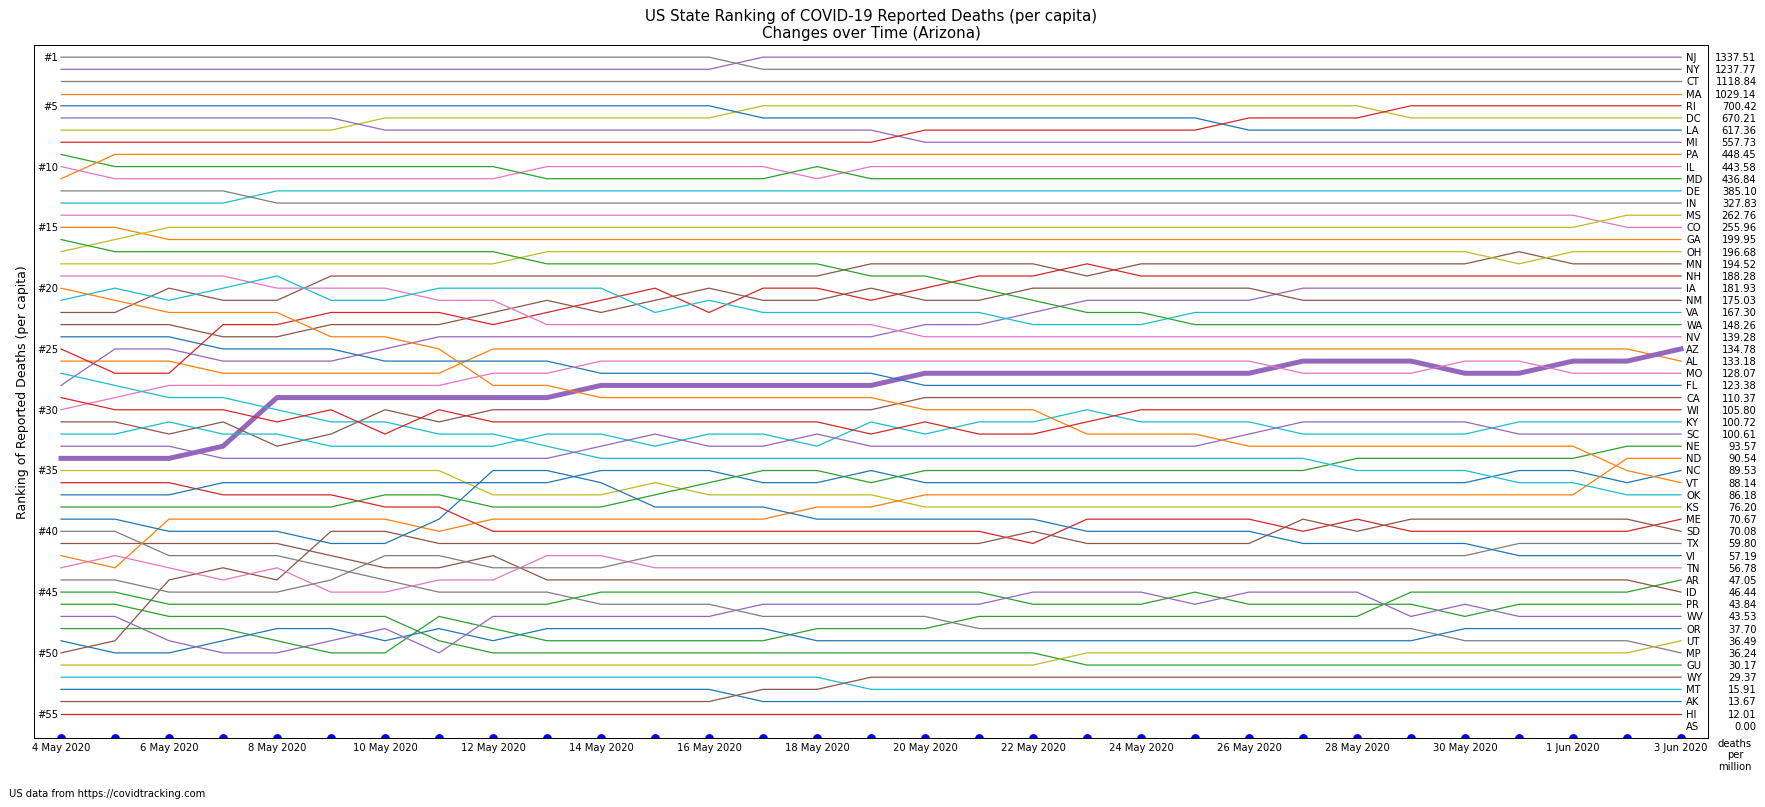 US State Ranking of COVID-19 Reported Deaths (per capita)
Changes over Time (Arizona)
Ranking of Reported Deaths (per capita)
#1
#5
#10
#15
#20
#25
#30
#35
#40
#45
#50
#55
NJ 1337.51
NY 1237.77
CT 1118.84
MA 1029.14
RI 700.42
DC 670.21
LA 617.36
MI 557.73
PA 448.45
IL 443.58
MD 436.84
DE 385.10
IN 327.83
MS 262.76
CO 255.96
GA 199.95
OH 196.68
MN 194.52
NH 188.28
IA 181.93
NM 175.03
VA 167.30
WA 148.26
NV 139.28
AZ 134.78
AL 133.18
MO 128.07
FL 123.38
CA 110.37
WI 105.80
KY 100.72
SC 100.61
NE 93.57
ND 90.54
NC 89.53
VT 88.14
OK 86.18
KS 76.20
ME 70.67
SD 70.08
TX 59.80
VI 57.19
TN 56.78
AR 47.05
ID 46.44
PR 43.84
WV 43.53
OR 37.70
UT 36.49
MP 36.24
GU 30.17
WY 29.37
MT 15.91
AK 13.67
HI 12.01
AS 0.00
4 May 2020 6 May 2020 8 May 2020 10 May 2020 12 May 2020 14 May 2020 16 May 2020 18 May 2020 20 May 2020 22 May 2020 24 May 2020 26 May 2020 28 May 2020 30 May 2020 1 Jun 2020 3 Jun 2020
deaths
per
million
US data from https://covidtracking.com